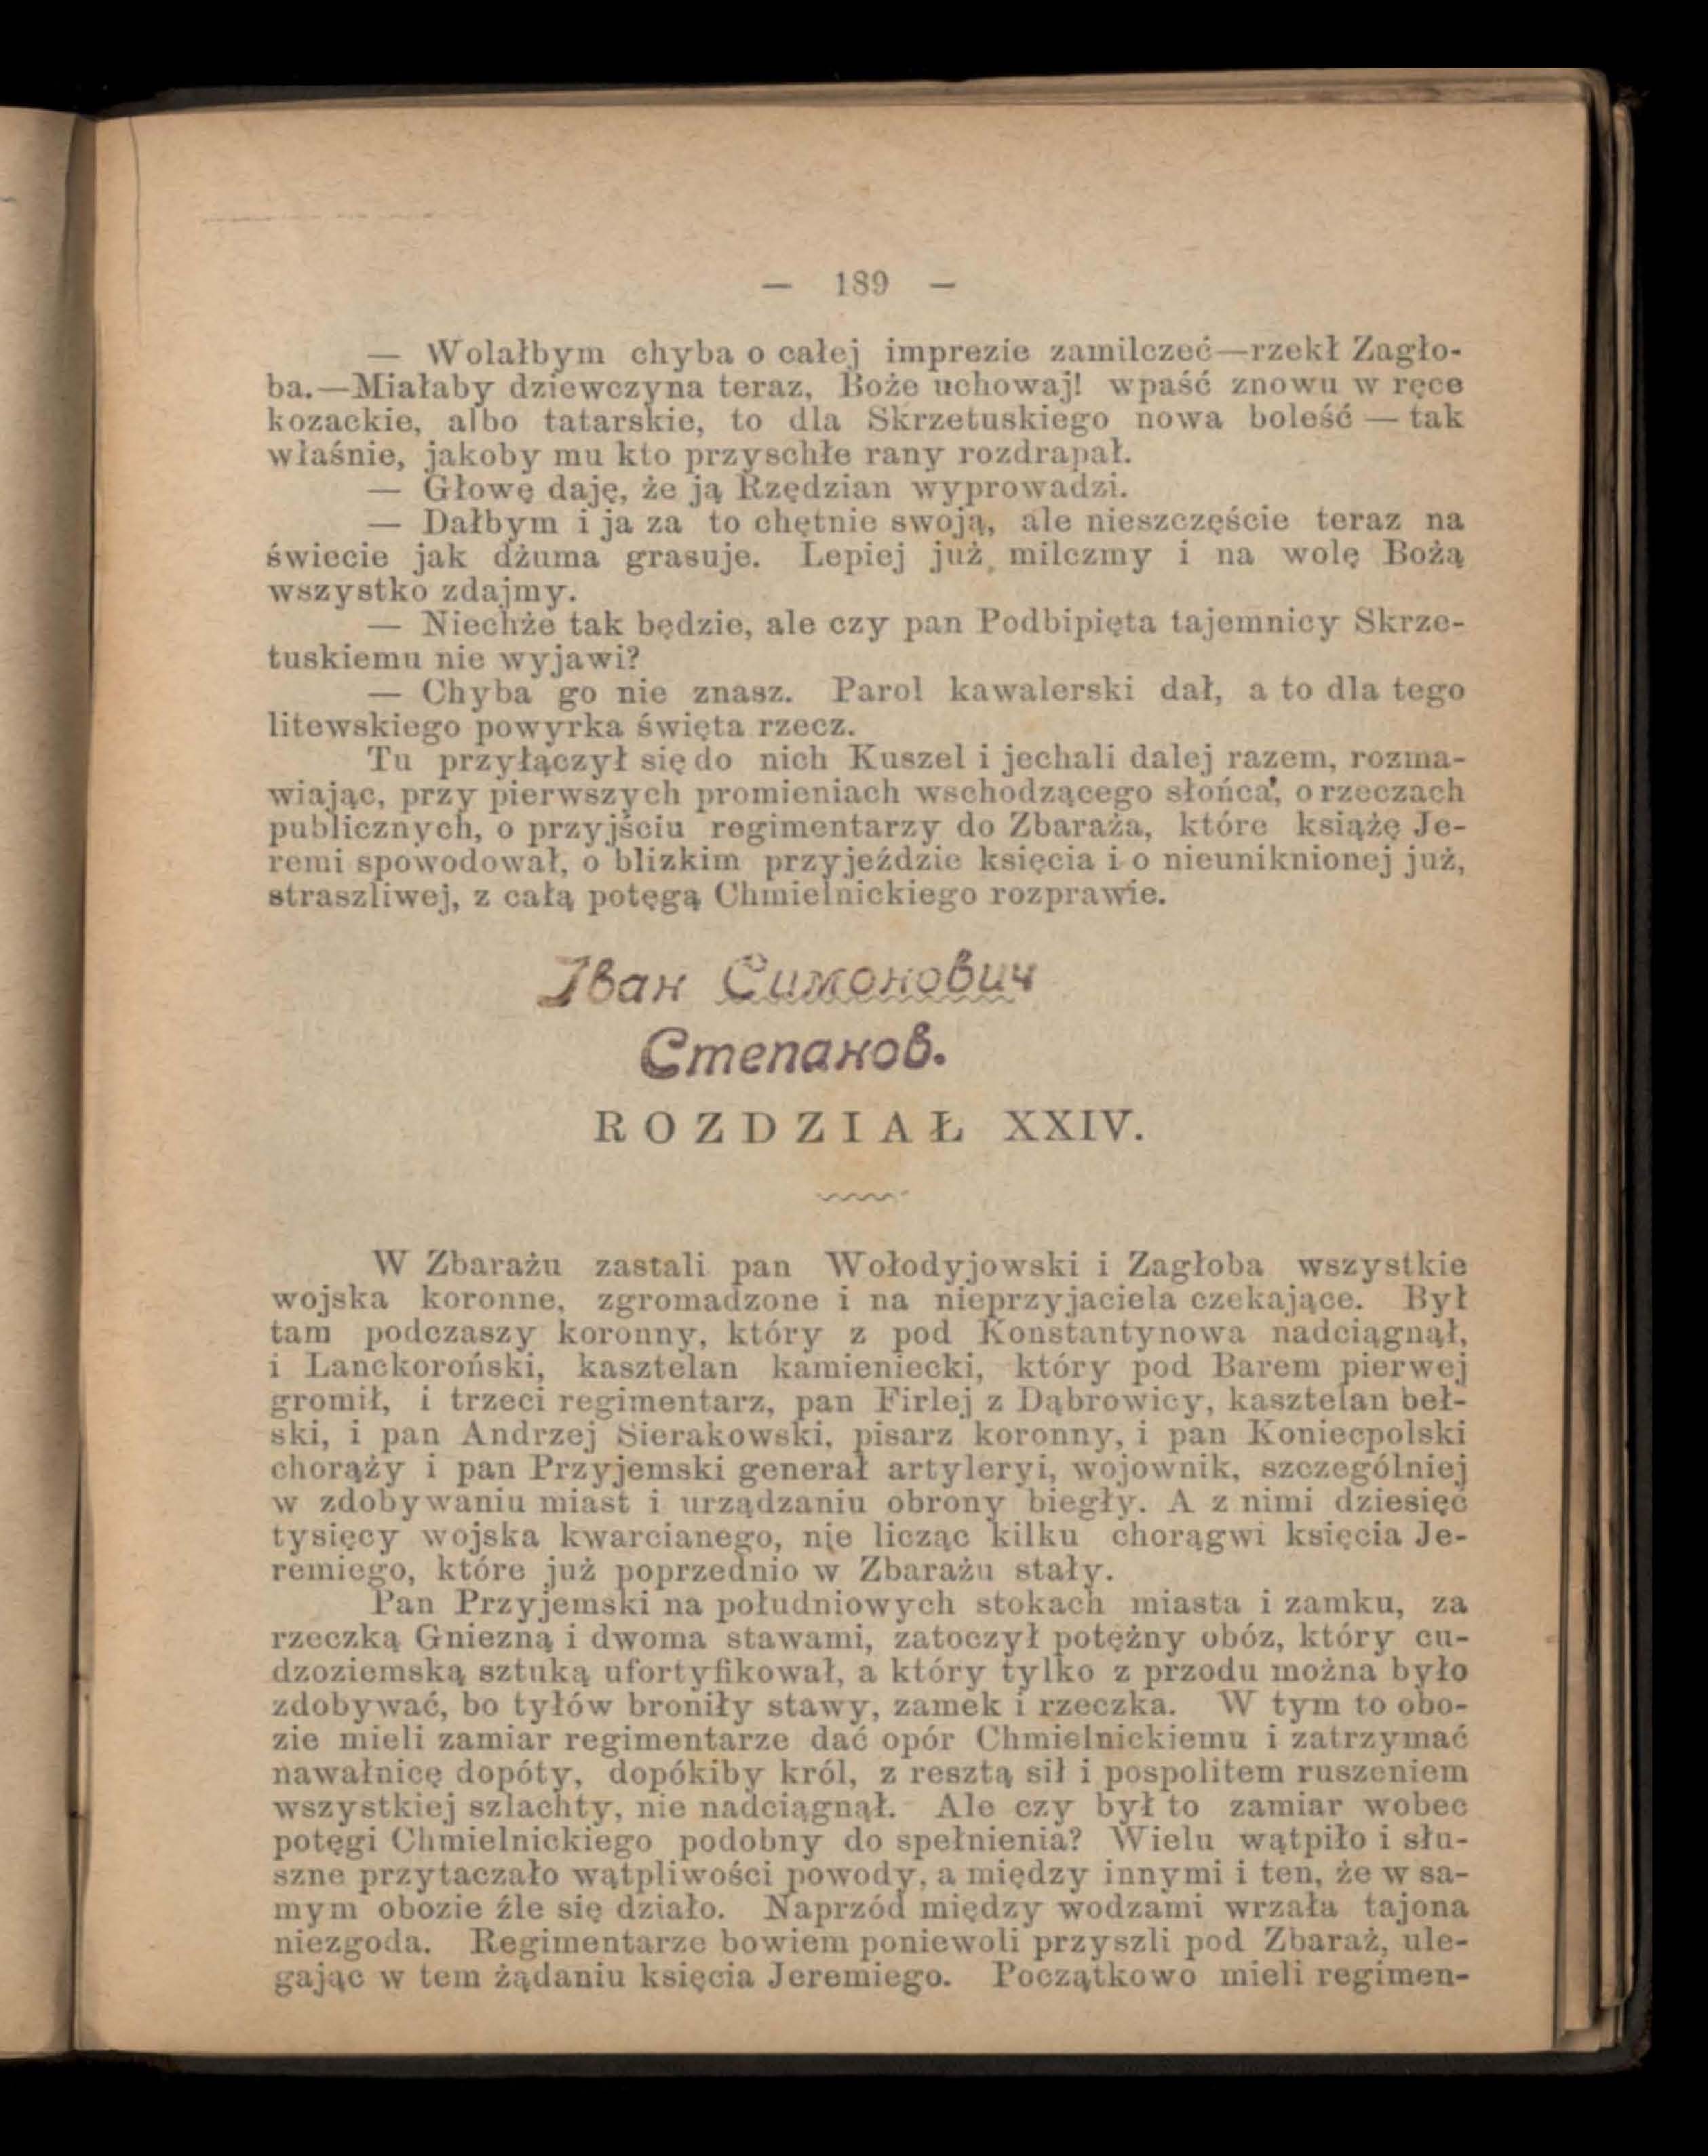 — 189 —
— Wolałbym chyba o całej imprezie zamilczeć—rzekł Zagło-
ba.—Miałaby dziewczyna teraz, Boże uchowaj! wpaść znowu w ręce
kozackie, albo tatarskie, to dla Skrzetuskiego nowa boleść — tak
właśnie, jakoby mu kto przyschłe rany rozdrapał.
— Głowę daję, że ją Rzędzian wyprowadzi.
— Dałbym i ja za to chętnie swoją, ale nieszczęście teraz na
świecie jak dżuma grasuje. Lepiej już milczmy i na wolę Bożą
wszystko zdajmy.
— Niechże tak będzie, ale czy pan Podbipięta tajemnicy Skrze-
tuskiemu nie wyjawi?
— Chyba go nie znasz. Parol kawalerski dał, a to dla tego
litewskiego powyrka święta rzecz.
Tu przyłączył się do nich Kuszel i jechali dalej razem, rozma-
wiając, przy pierwszych promieniach wschodzącego słońca, o rzeczach
publicznych, o przyjściu regimentarzy do Zbaraża, które książę Je-
remi spowodował, o blizkim przyjeździe księcia i o nieuniknionej już,
straszliwej, z całą potęgą Chmielnickiego rozprawie.
Іван Симонович
Степанов.
ROZDZIAŁ XXIV.
W Zbarażu zastali pan Wołodyjowski i Zagłoba wszystkie
wojska koronne, zgromadzone i na nieprzyjaciela czekające. Był
tam podczaszy koronny, który z pod Konstantynowa nadciągnął,
i Lanckoroński, kasztelan kamieniecki, który pod Barem pierwej
gromił, i trzeci regimentarz, pan Firlej z Dąbrowicy, kasztelan beł-
ski, i pan Andrzej Sierakowski, pisarz koronny, i pan Koniecpolski
chorąży i pan Przyjemski generał artyleryi, wojownik, szczególniej
w zdobywaniu miast i urządzaniu obrony biegły. A z nimi dziesięć
tysięcy wojska kwarcianego, nie licząc kilku chorągwi księcia Je-
remiego, które już poprzednio w Zbarażu stały.
Pan Przyjemski na południowych stokach miasta i zamku, za
rzeczką Gniezną i dwoma stawami, zatoczył potężny obóz, który cu-
dzoziemską sztuką ufortyfikował, a który tylko z przodu można było
zdobywać, bo tyłów broniły stawy, zamek i rzeczka. W tym to obo-
zie mieli zamiar regimentarze dać opór Chmielnickiemu i zatrzymać
nawałnicę dopóty, dopókiby król, z resztą sił i pospolitem ruszeniem
wszystkiej szlachty, nie nadciągnął. Ale czy był to zamiar wobec
potęgi Chmielnickiego podobny do spełnienia? Wielu wątpiło i słu-
szne przytaczało wątpliwości powody, a między innymi i ten, że w sa-
mym obozie źle się działo. Naprzód między wodzami wrzała tajona
niezgoda. Regimentarze bowiem poniewoli przyszli pod Zbaraż, ule-
gając w tem żądaniu księcia Jeremiego. Początkowo mieli regimen-